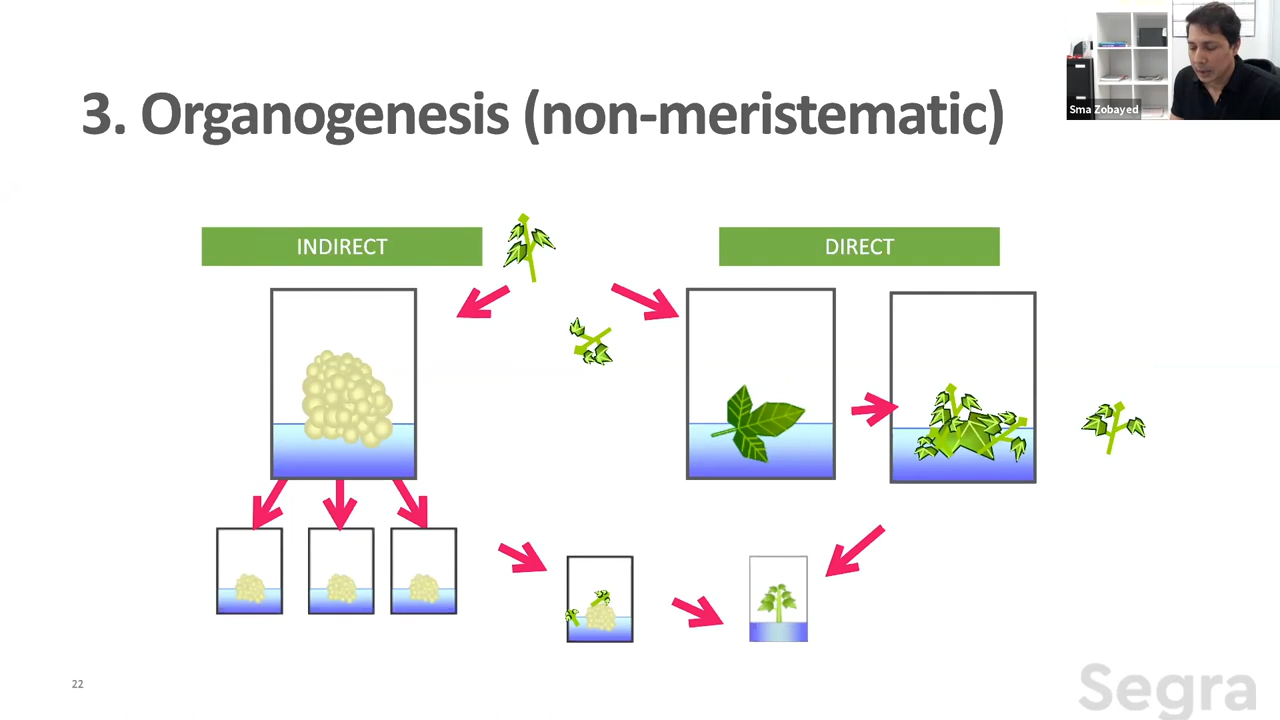 3. Organogenesis (non-meristematic)
Sma Zobayed
INDIRECT
DIRECT
22
Segra